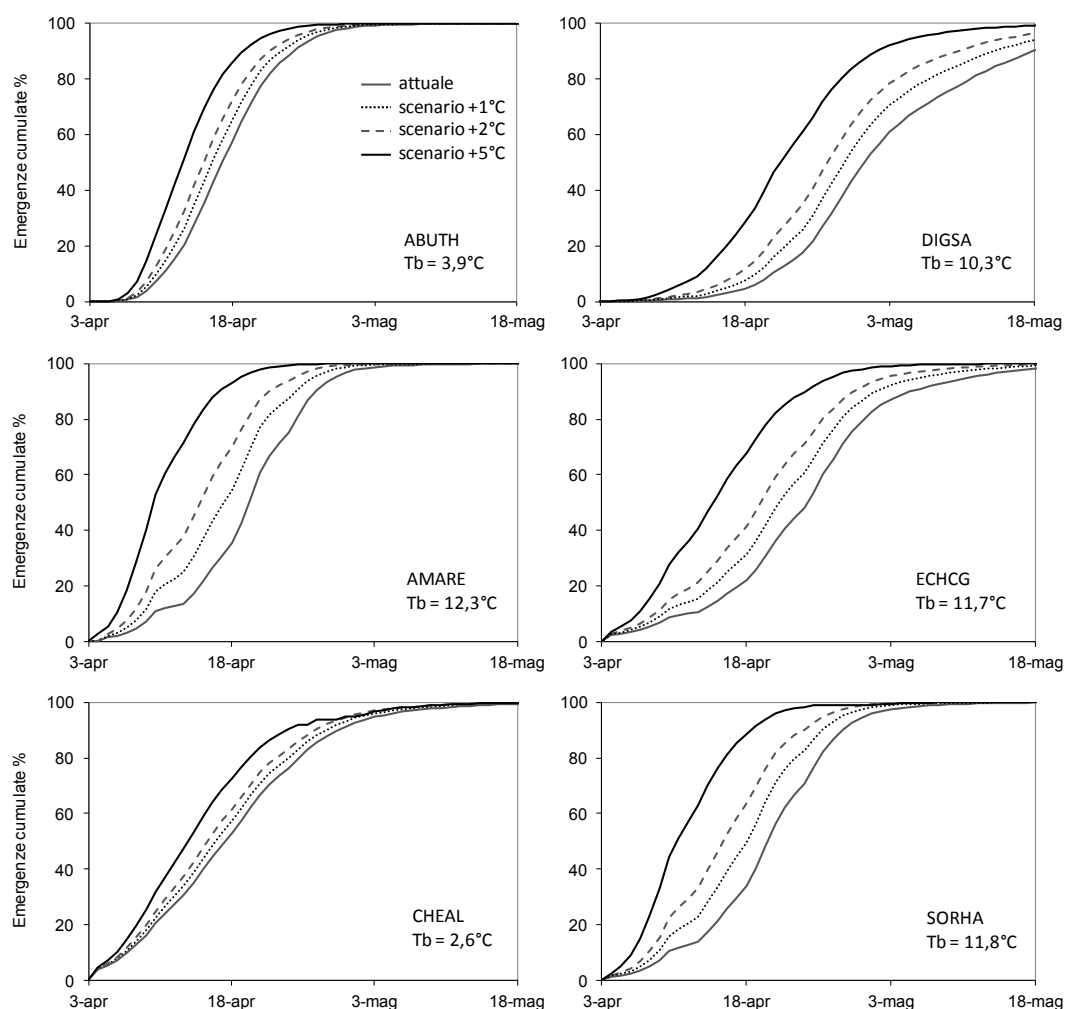 Emergenze cumulate %
100
80
60
40
20
0
3-apr
18-apr
3-mag
18-mag
attuale
scenario +1°C
scenario +2°C
scenario +5°C
ABUTH
Tb = 3,9°C
100
80
60
40
20
0
3-apr
18-apr
3-mag
18-mag
DIGSA
Tb = 10,3°C
Emergenze cumulate %
100
80
60
40
20
0
3-apr
18-apr
3-mag
18-mag
AMARE
Tb = 12,3°C
100
80
60
40
20
0
3-apr
18-apr
3-mag
18-mag
ECHCG
Tb = 11,7°C
Emergenze cumulate %
100
80
60
40
20
0
3-apr
18-apr
3-mag
18-mag
CHEAL
Tb = 2,6°C
100
80
60
40
20
0
3-apr
18-apr
3-mag
18-mag
SORHA
Tb = 11,8°C